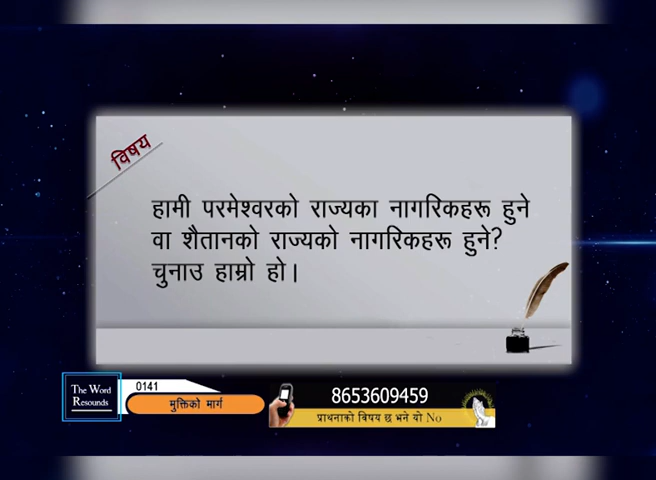 विषय
हामी परमेश्वरको राज्यका नागरिकहरू हुने
वा शैतानको राज्यको नागरिकहरू हुने?
चुनाउ हाम्रो हो।
The Word
Resounds
0141
मुक्तिको मार्ग
8653609459
प्राथनाको विषय छ भने यो No